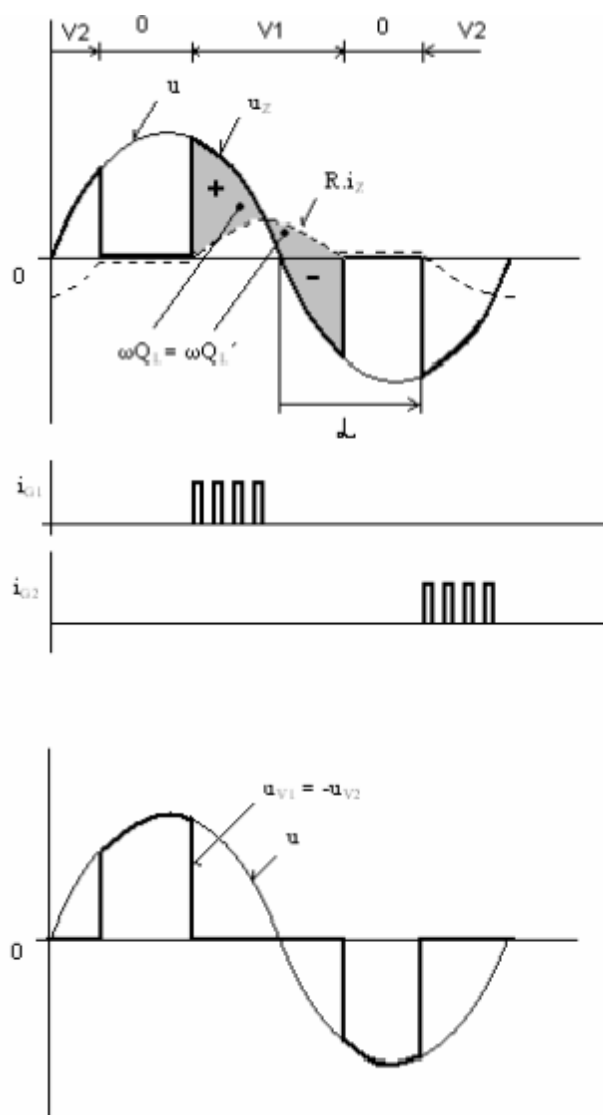 V2 0 V1 0 V2
u
u_Z
R.i_Z
+
0
-
ωQ_L = ωQ_L´
i_G1
i_G2
u_V1 = -u_V2
u
0